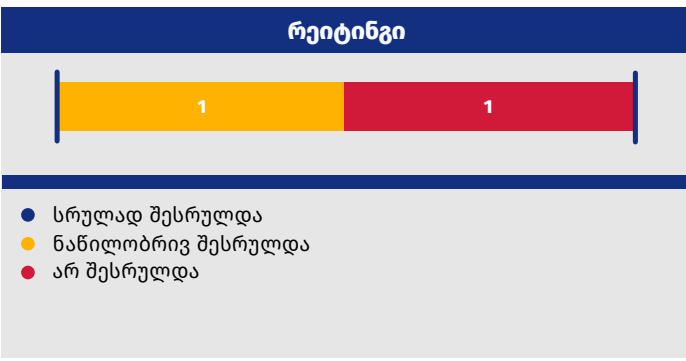 რეიტინგი
1 1
სრულად შესრულდა
ნაწილობრივ შესრულდა
არ შესრულდა